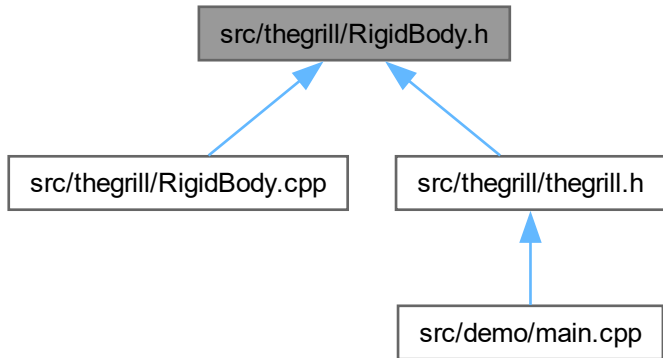 src/thegrill/RigidBody.h
src/thegrill/RigidBody.cpp
src/thegrill/thegrill.h
src/demo/main.cpp